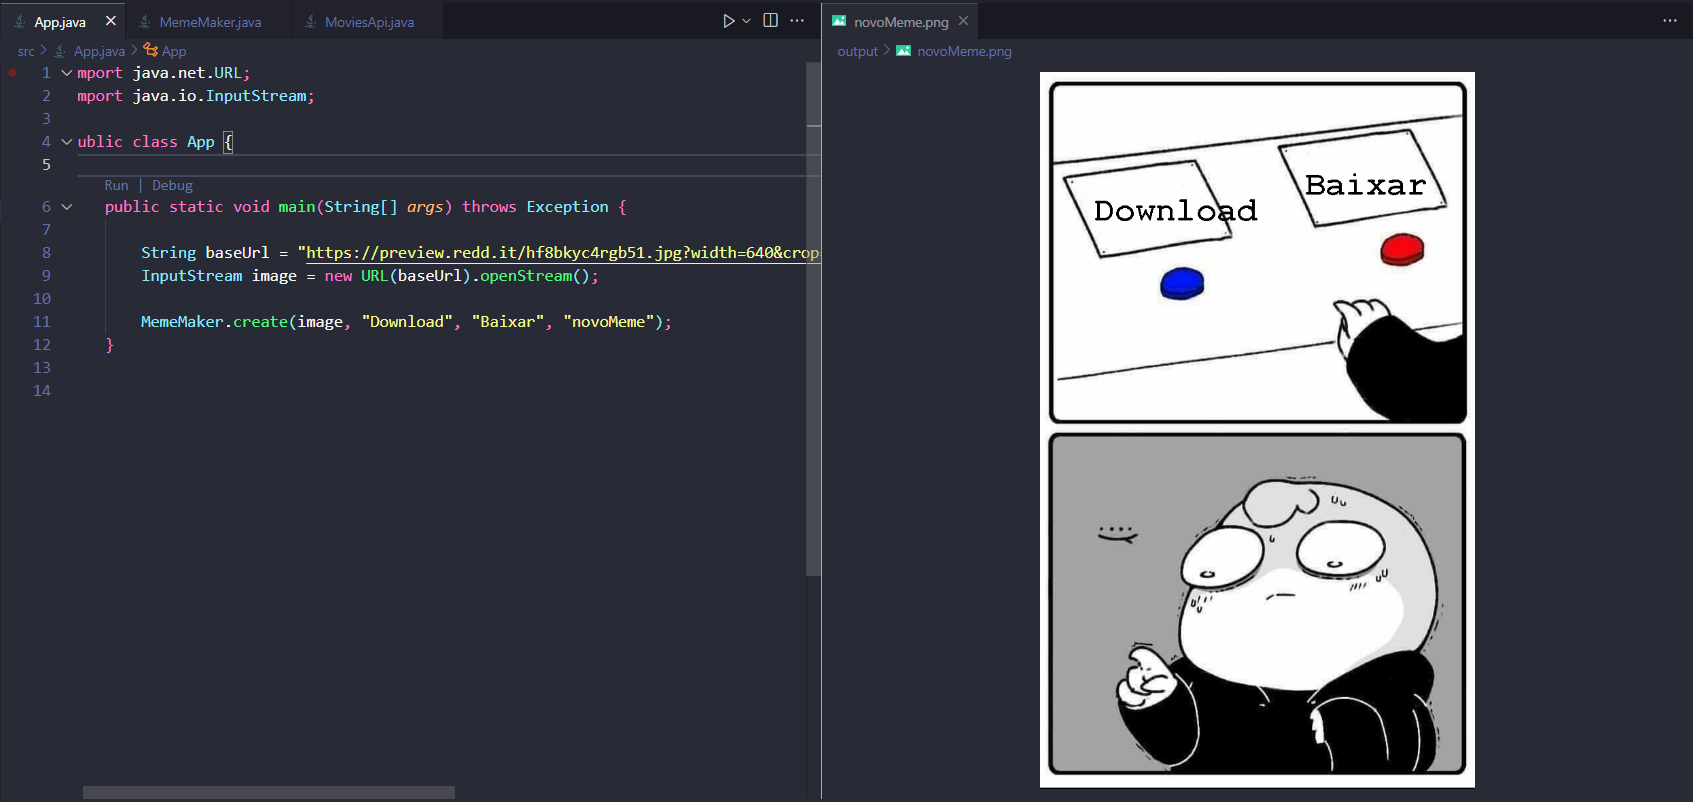 App.java
MemeMaker.java
MoviesApi.java
src > App.java > App
1 mport java.net.URL;
2 mport java.io.InputStream;
3
4 ublic class App {
5
Run | Debug
6 public static void main(String[] args) throws Exception {
7
8 String baseUrl = "https://preview.redd.it/hf8bkyc4rgb51.jpg?width=640&crop
9 InputStream image = new URL(baseUrl).openStream();
10
11 MemeMaker.create(image, "Download", "Baixar", "novoMeme");
12 }
13
14
novoMeme.png
output > novoMeme.png
Download
Baixar